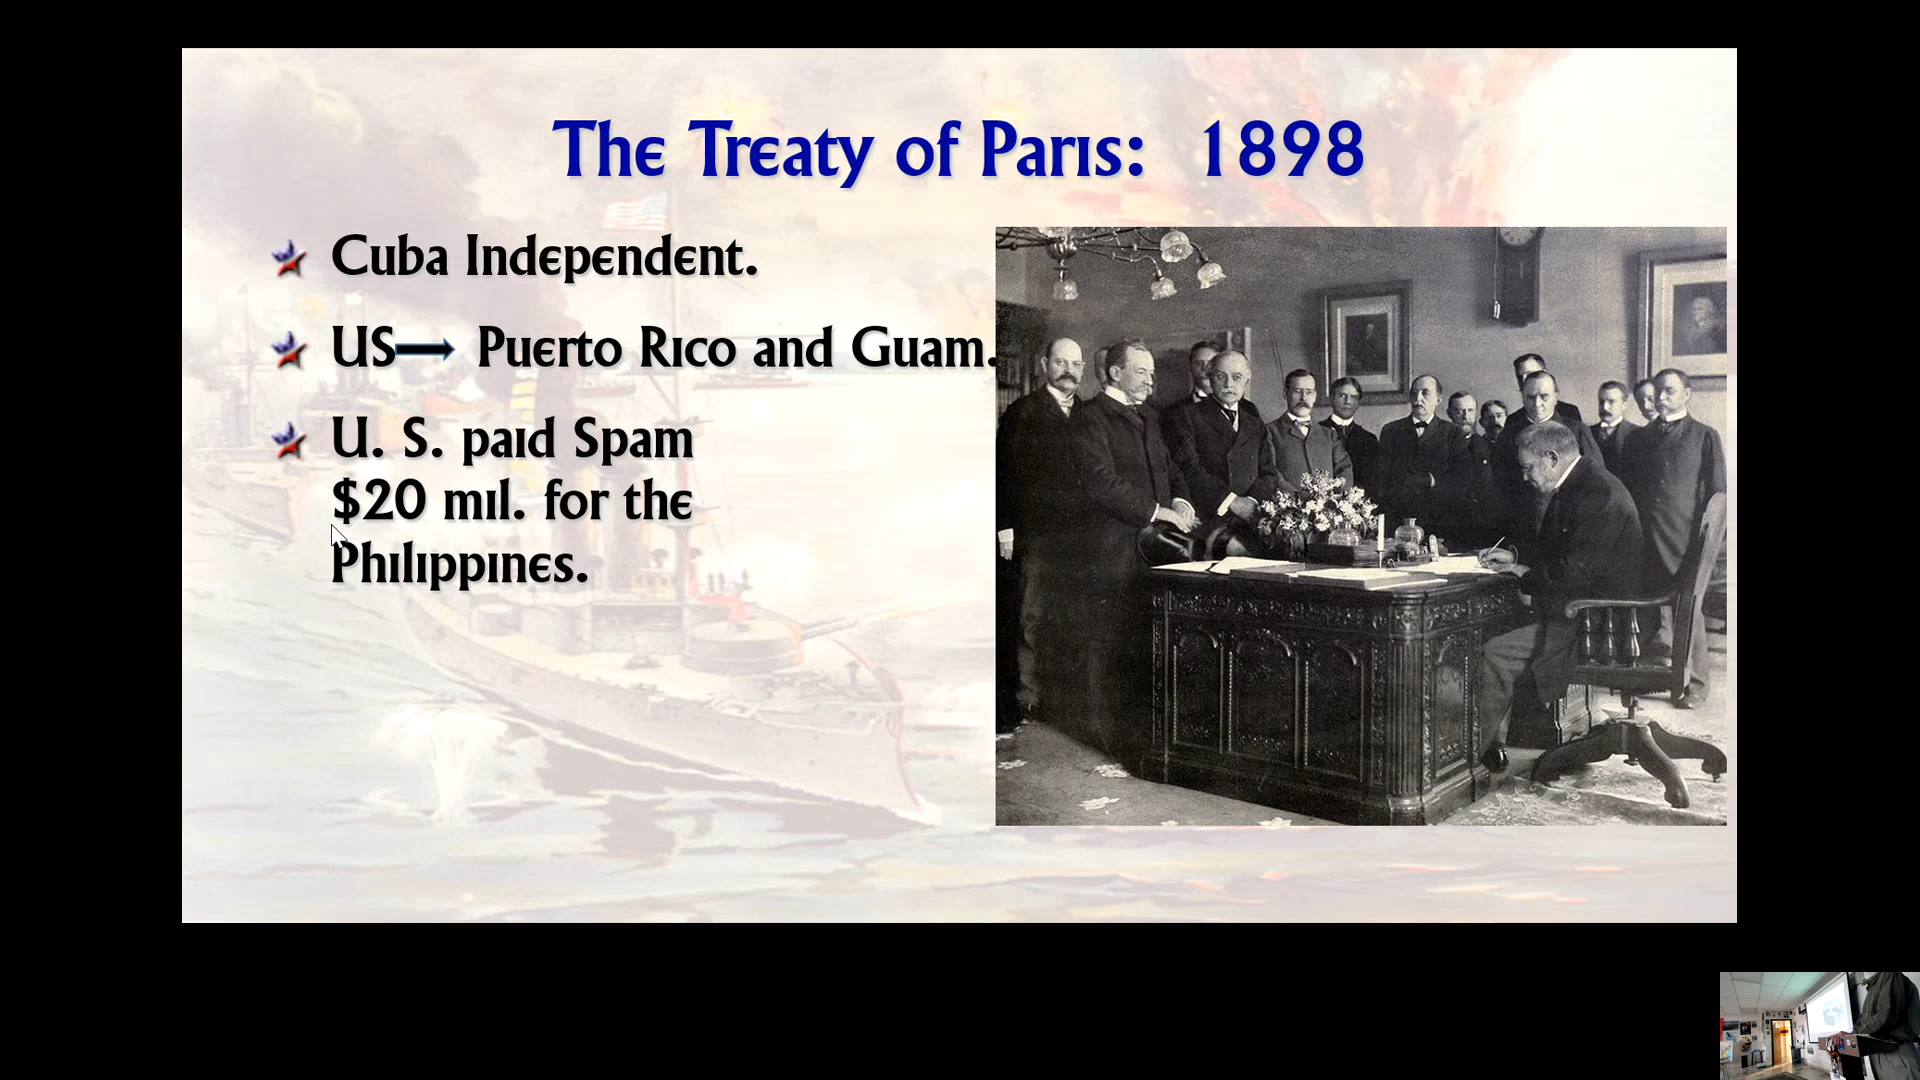 The Treaty of Paris: 1898
Cuba Independent.
US→ Puerto Rico and Guam.
U. S. paid Spain
$20 mil. for the
Philippines.